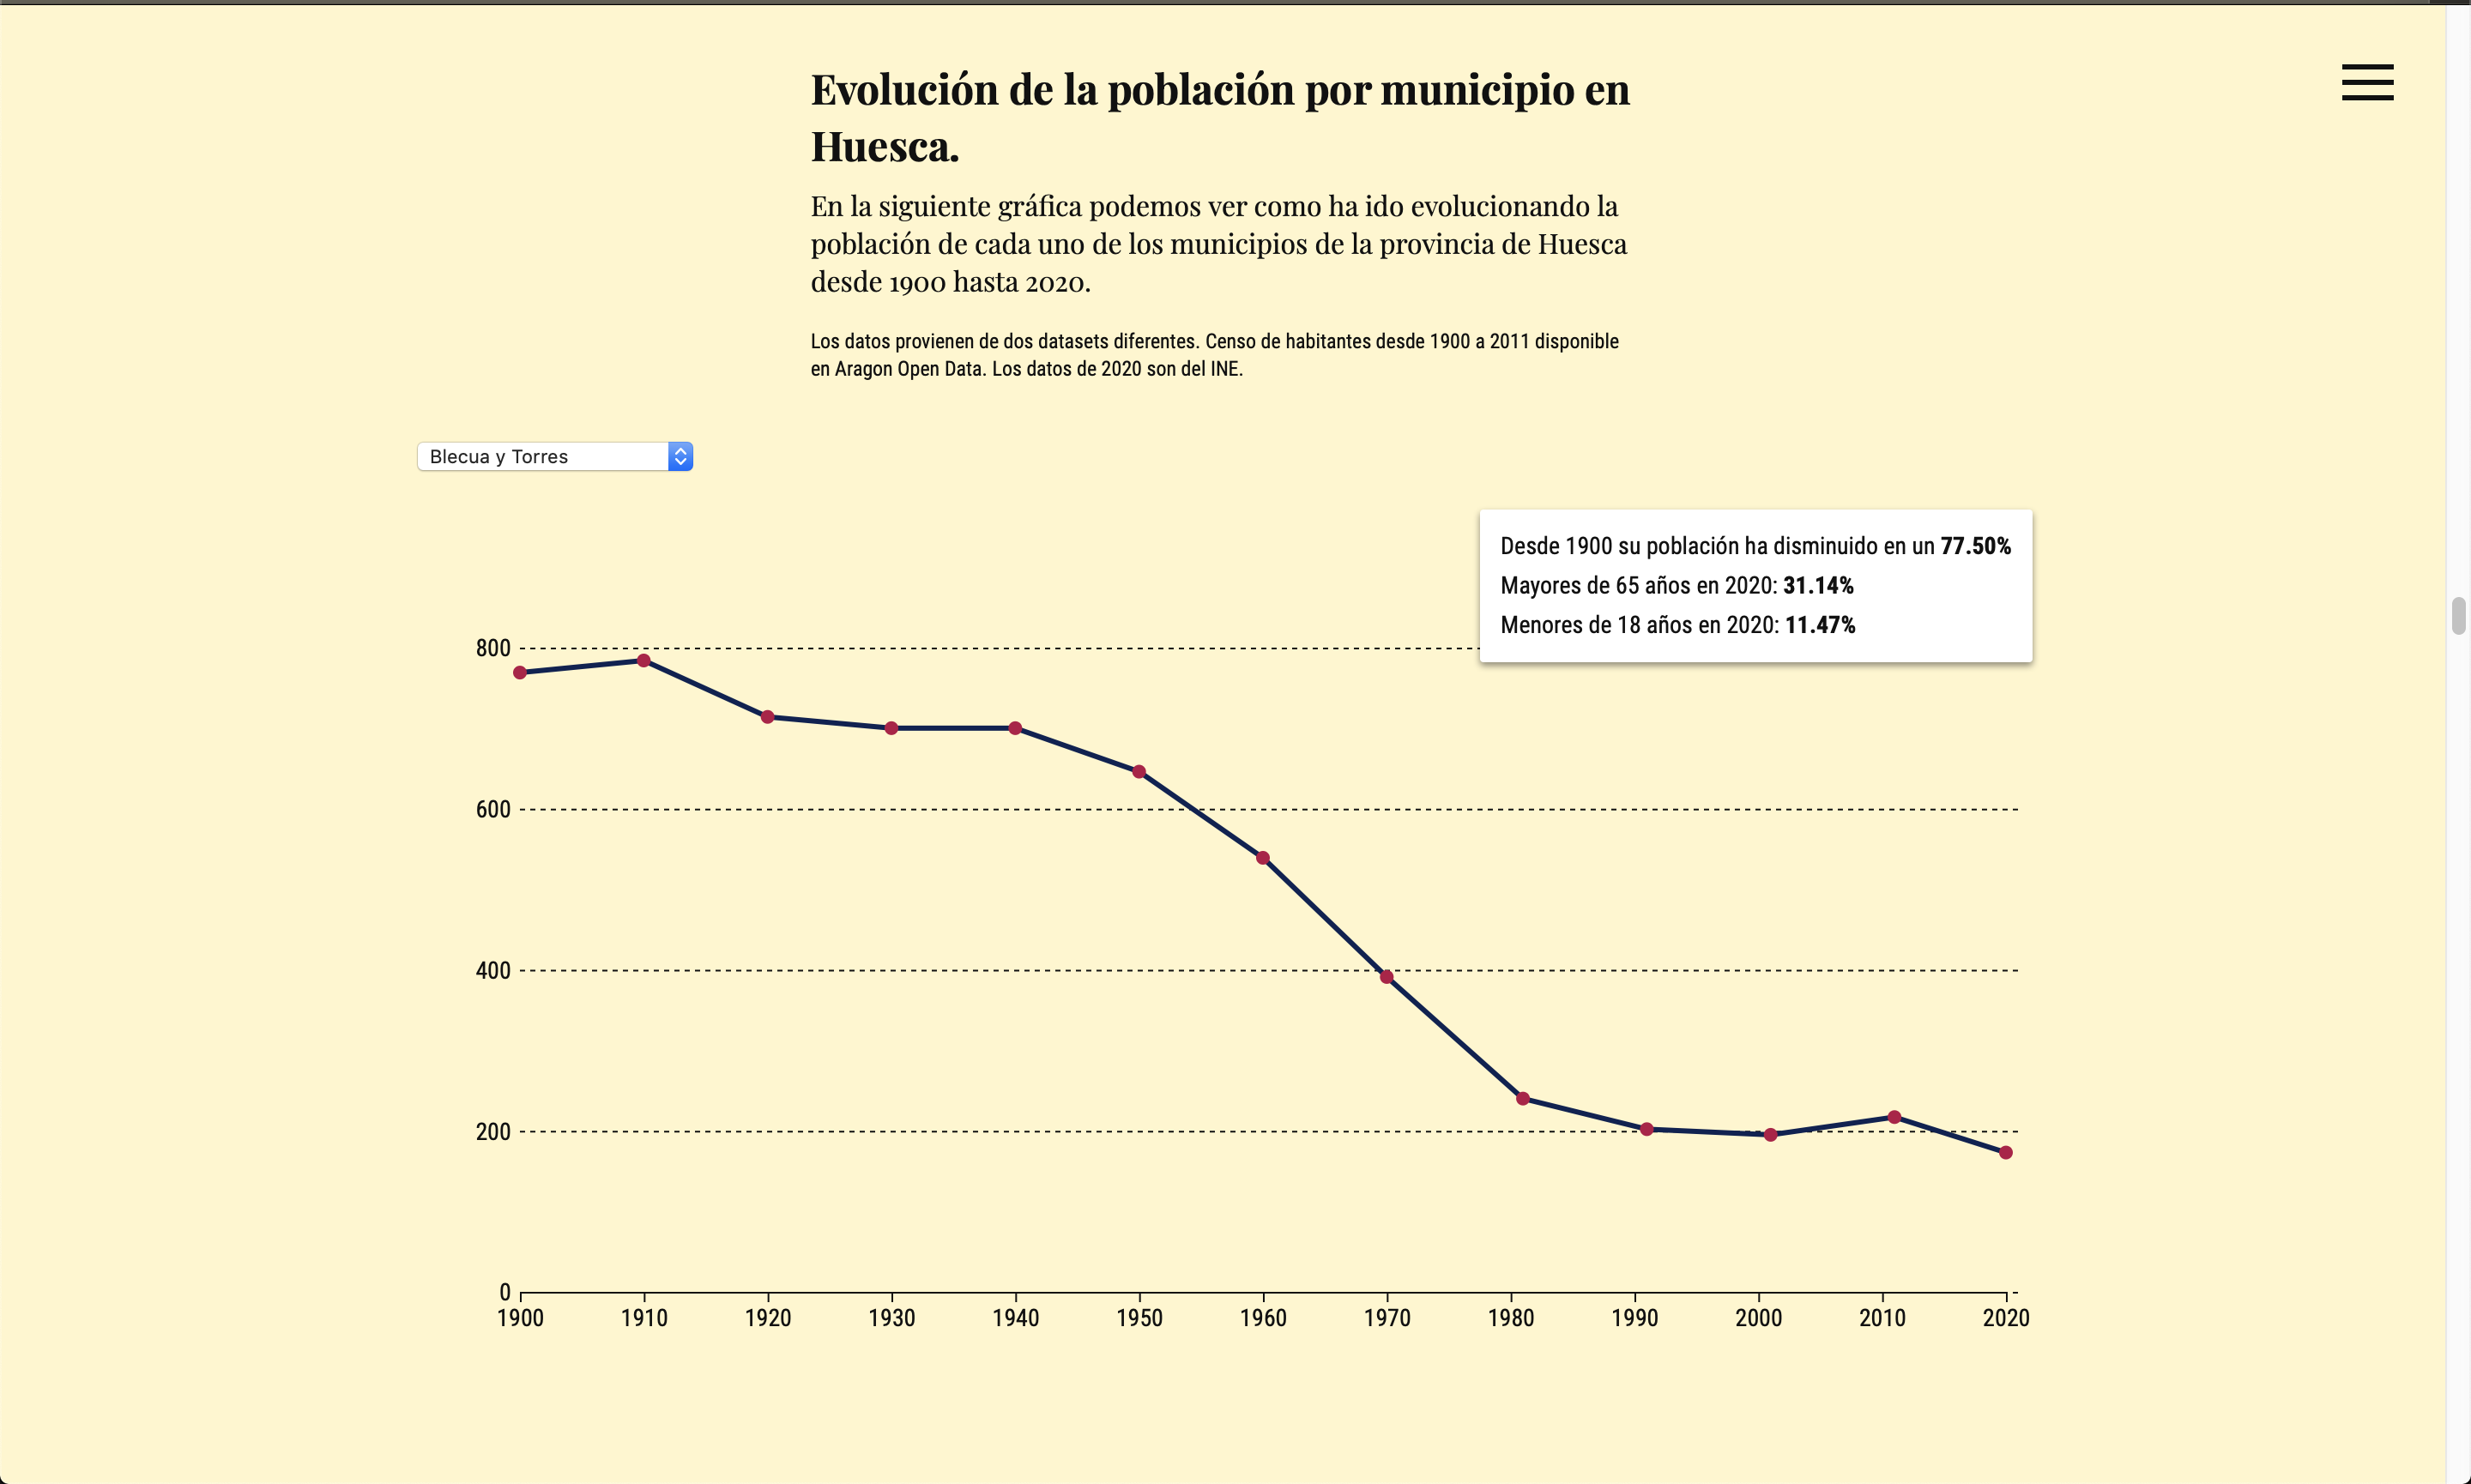 Evolución de la población por municipio en
Huesca.
En la siguiente gráfica podemos ver como ha ido evolucionando la
población de cada uno de los municipios de la provincia de Huesca
desde 1900 hasta 2020.
Los datos provienen de dos datasets diferentes. Censo de habitantes desde 1900 a 2011 disponible
en Aragon Open Data. Los datos de 2020 son del INE.
Blecua y Torres
Desde 1900 su población ha disminuido en un 77.50%
Mayores de 65 años en 2020: 31.14%
Menores de 18 años en 2020: 11.47%
800
600
400
200
0
1900 1910 1920 1930 1940 1950 1960 1970 1980 1990 2000 2010 2020